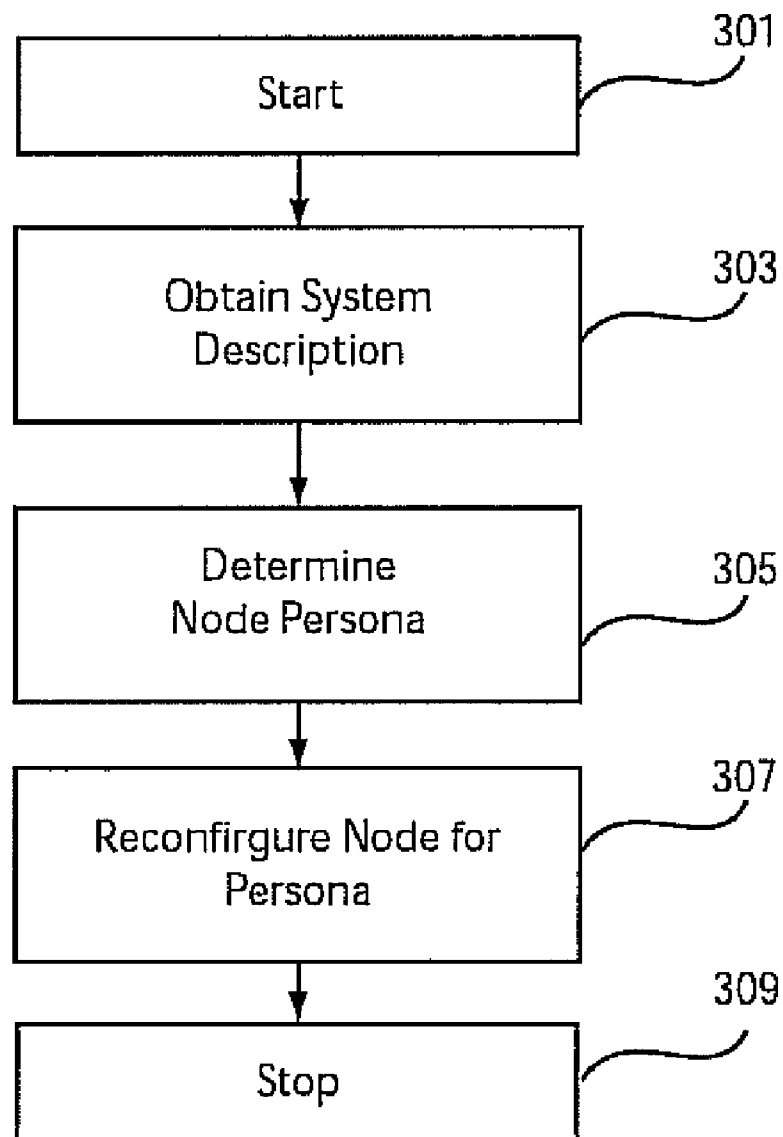 301
Start
303
Obtain System
Description
305
Determine
Node Persona
307
Reconfirgure Node for
Persona
309
Stop